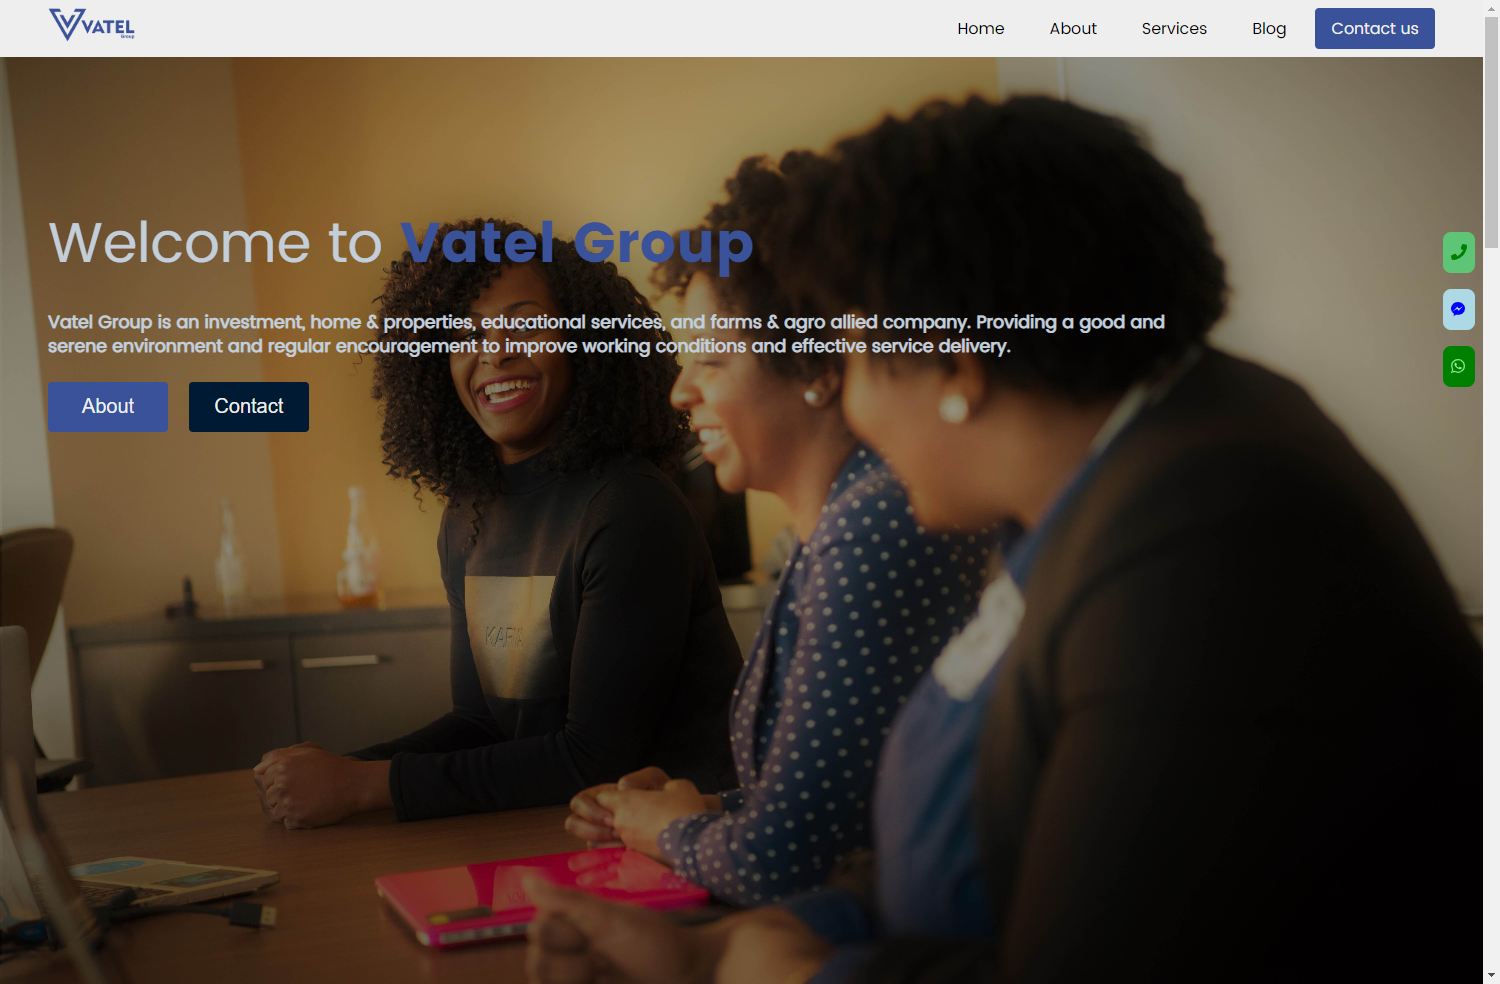 VATEL
Group
Home
About
Services
Blog
Contact us
Welcome to Vatel Group
Vatel Group is an investment, home & properties, educational services, and farms & agro allied company. Providing a good and
serene environment and regular encouragement to improve working conditions and effective service delivery.
About
Contact